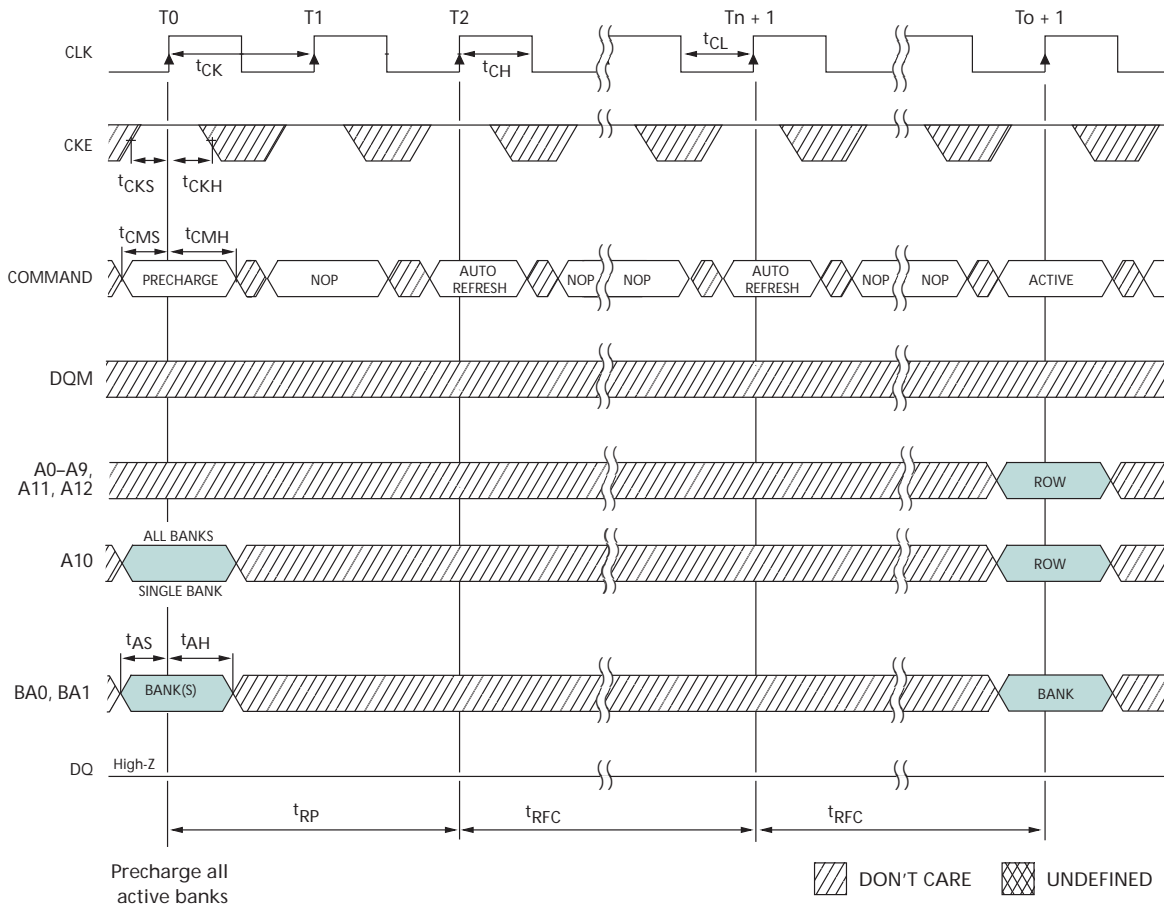 T0 T1 T2 Tn + 1 To + 1
CLK
tCK tCH tCL
CKE
tCKS tCKH
tCMS tCMH
COMMAND PRECHARGE NOP AUTO REFRESH NOP NOP AUTO REFRESH NOP NOP ACTIVE
DQM
A0–A9,
A11, A12 ROW
ALL BANKS
A10 ROW
SINGLE BANK
tAS tAH
BA0, BA1 BANK(S) BANK
DQ High-Z
tRP tRFC tRFC
Precharge all
active banks
DON'T CARE UNDEFINED